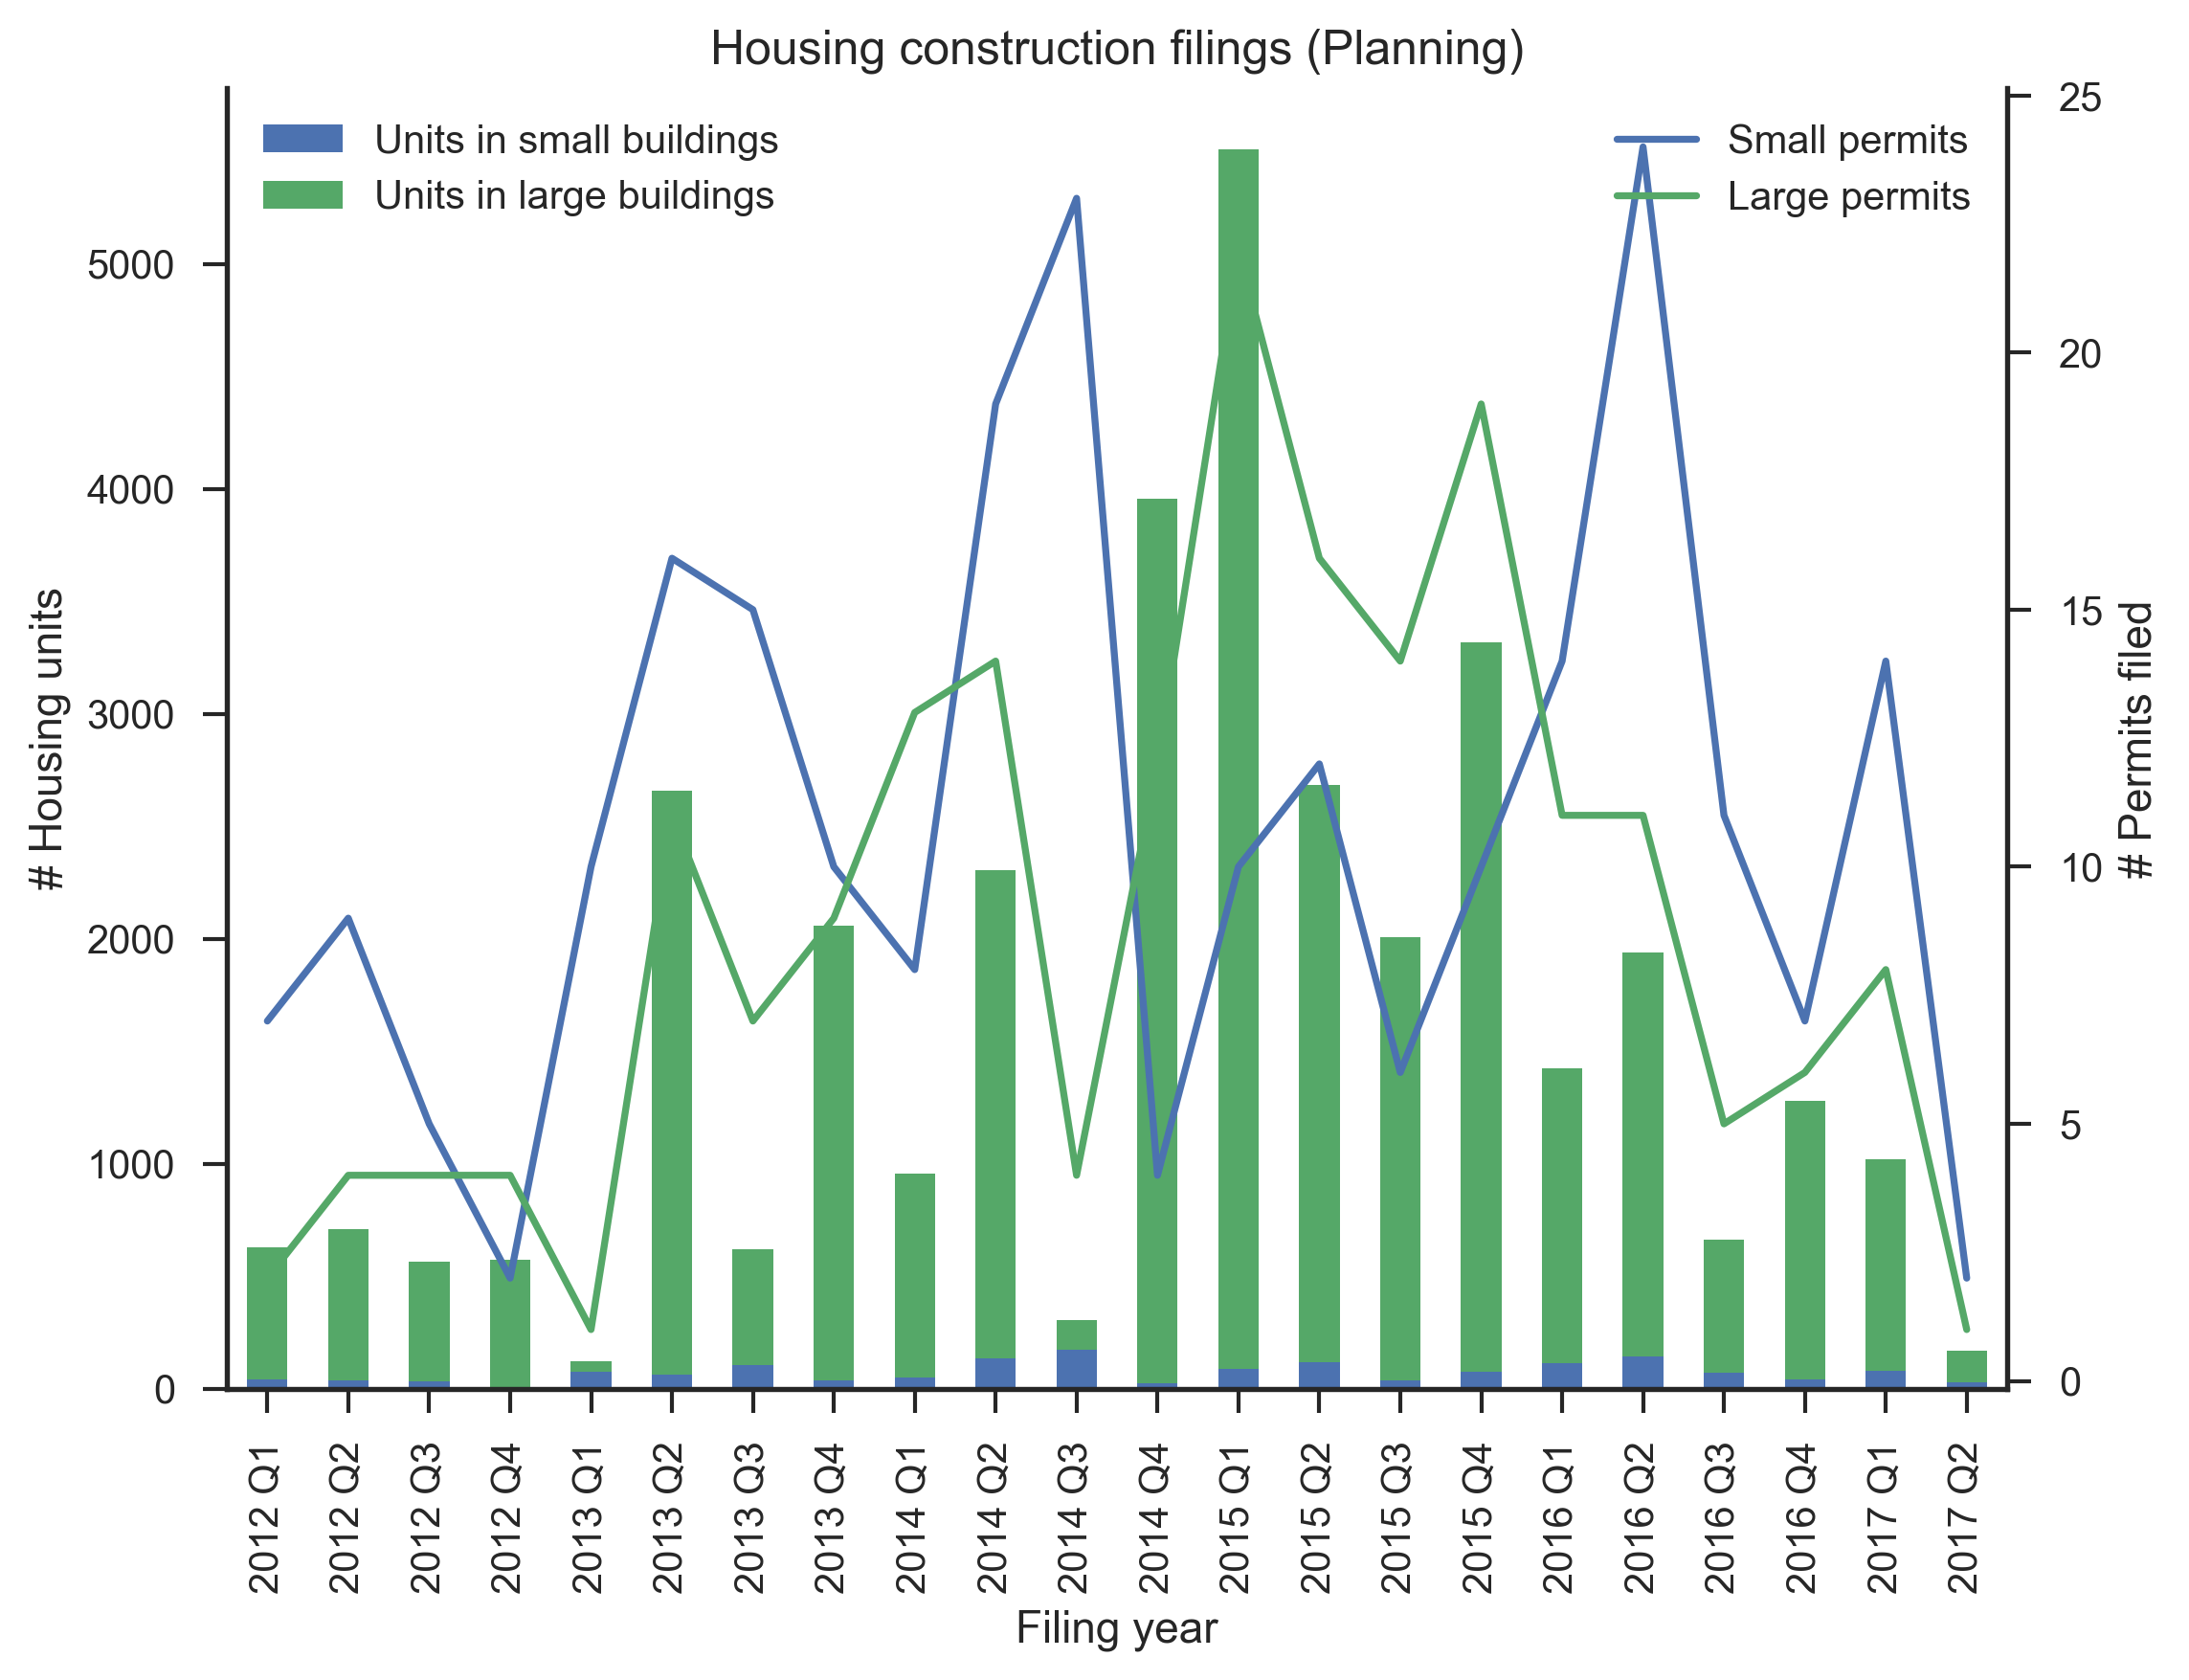 Housing construction filings (Planning)
Units in small buildings
Units in large buildings
Small permits
Large permits
# Housing units
5000
4000
3000
2000
1000
0
25
20
15
10
5
0
# Permits filed
2012 Q1
2012 Q2
2012 Q3
2012 Q4
2013 Q1
2013 Q2
2013 Q3
2013 Q4
2014 Q1
2014 Q2
2014 Q3
2014 Q4
2015 Q1
2015 Q2
2015 Q3
2015 Q4
2016 Q1
2016 Q2
2016 Q3
2016 Q4
2017 Q1
2017 Q2
Filing year